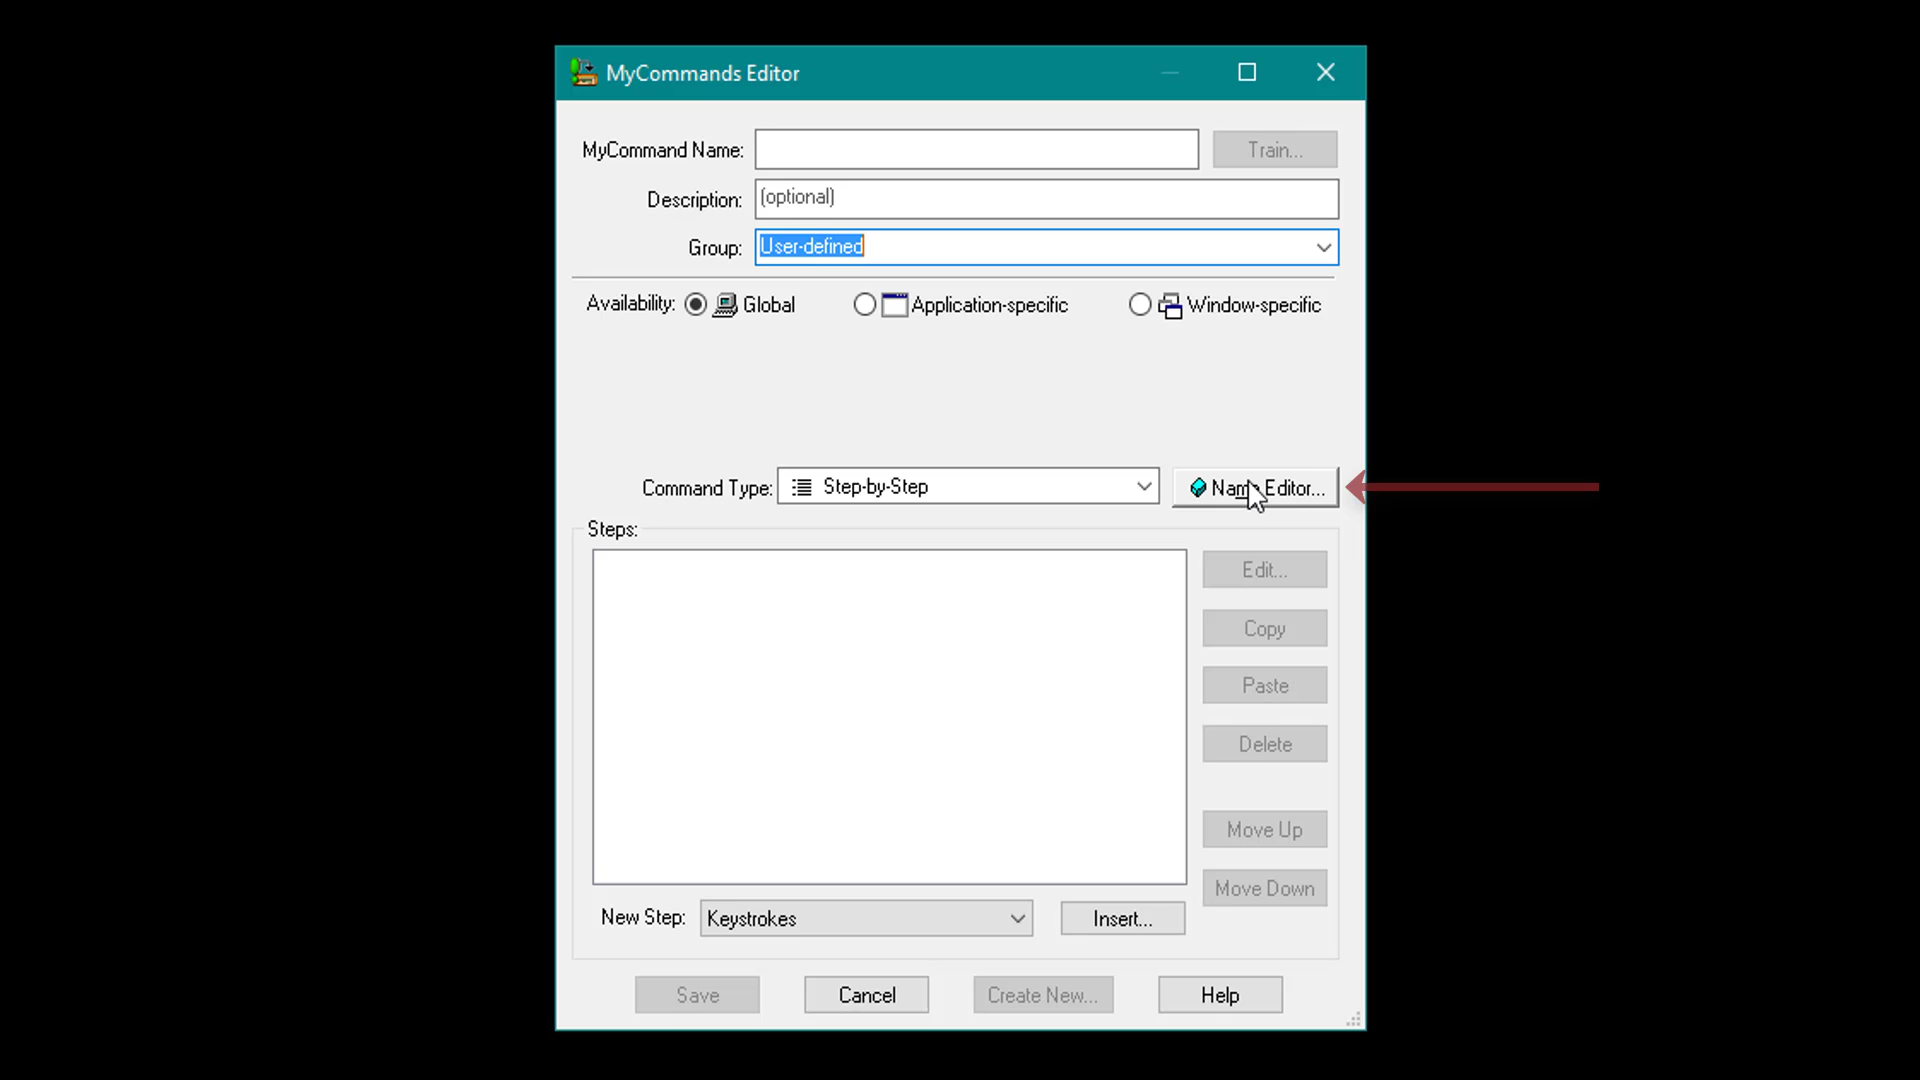 MyCommands Editor
MyCommand Name: Train...
Description: (optional)
Group: User-defined
Availability: Global Application-specific Window-specific
Command Type: Step-by-Step Name Editor...
Steps:
Edit...
Copy
Paste
Delete
Move Up
Move Down
New Step: Keystrokes Insert...
Save Cancel Create New... Help